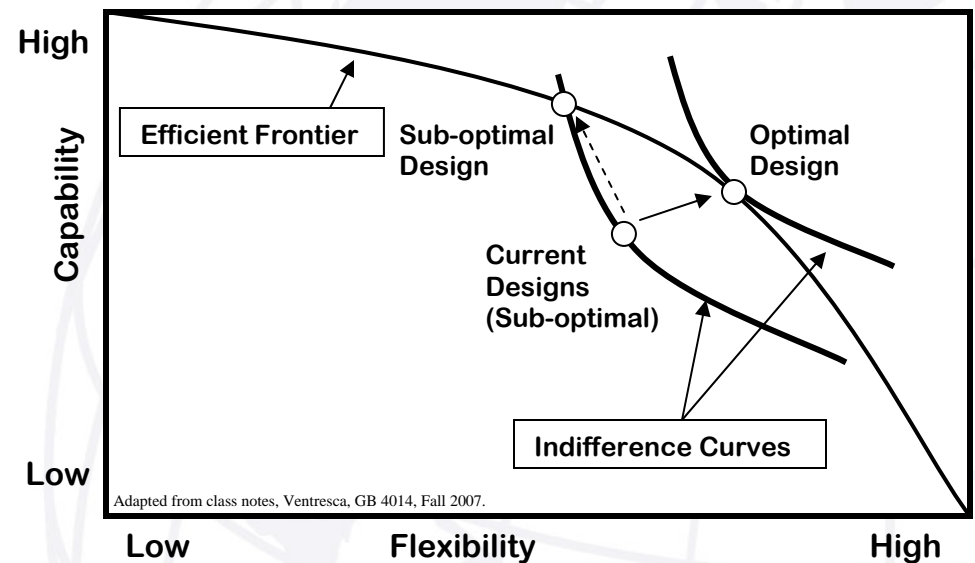 High
Efficient Frontier
Sub-optimal
Design
Optimal
Design
Capability
Current
Designs
(Sub-optimal)
Indifference Curves
Low
Adapted from class notes, Ventresca, GB 4014, Fall 2007.
Low
Flexibility
High